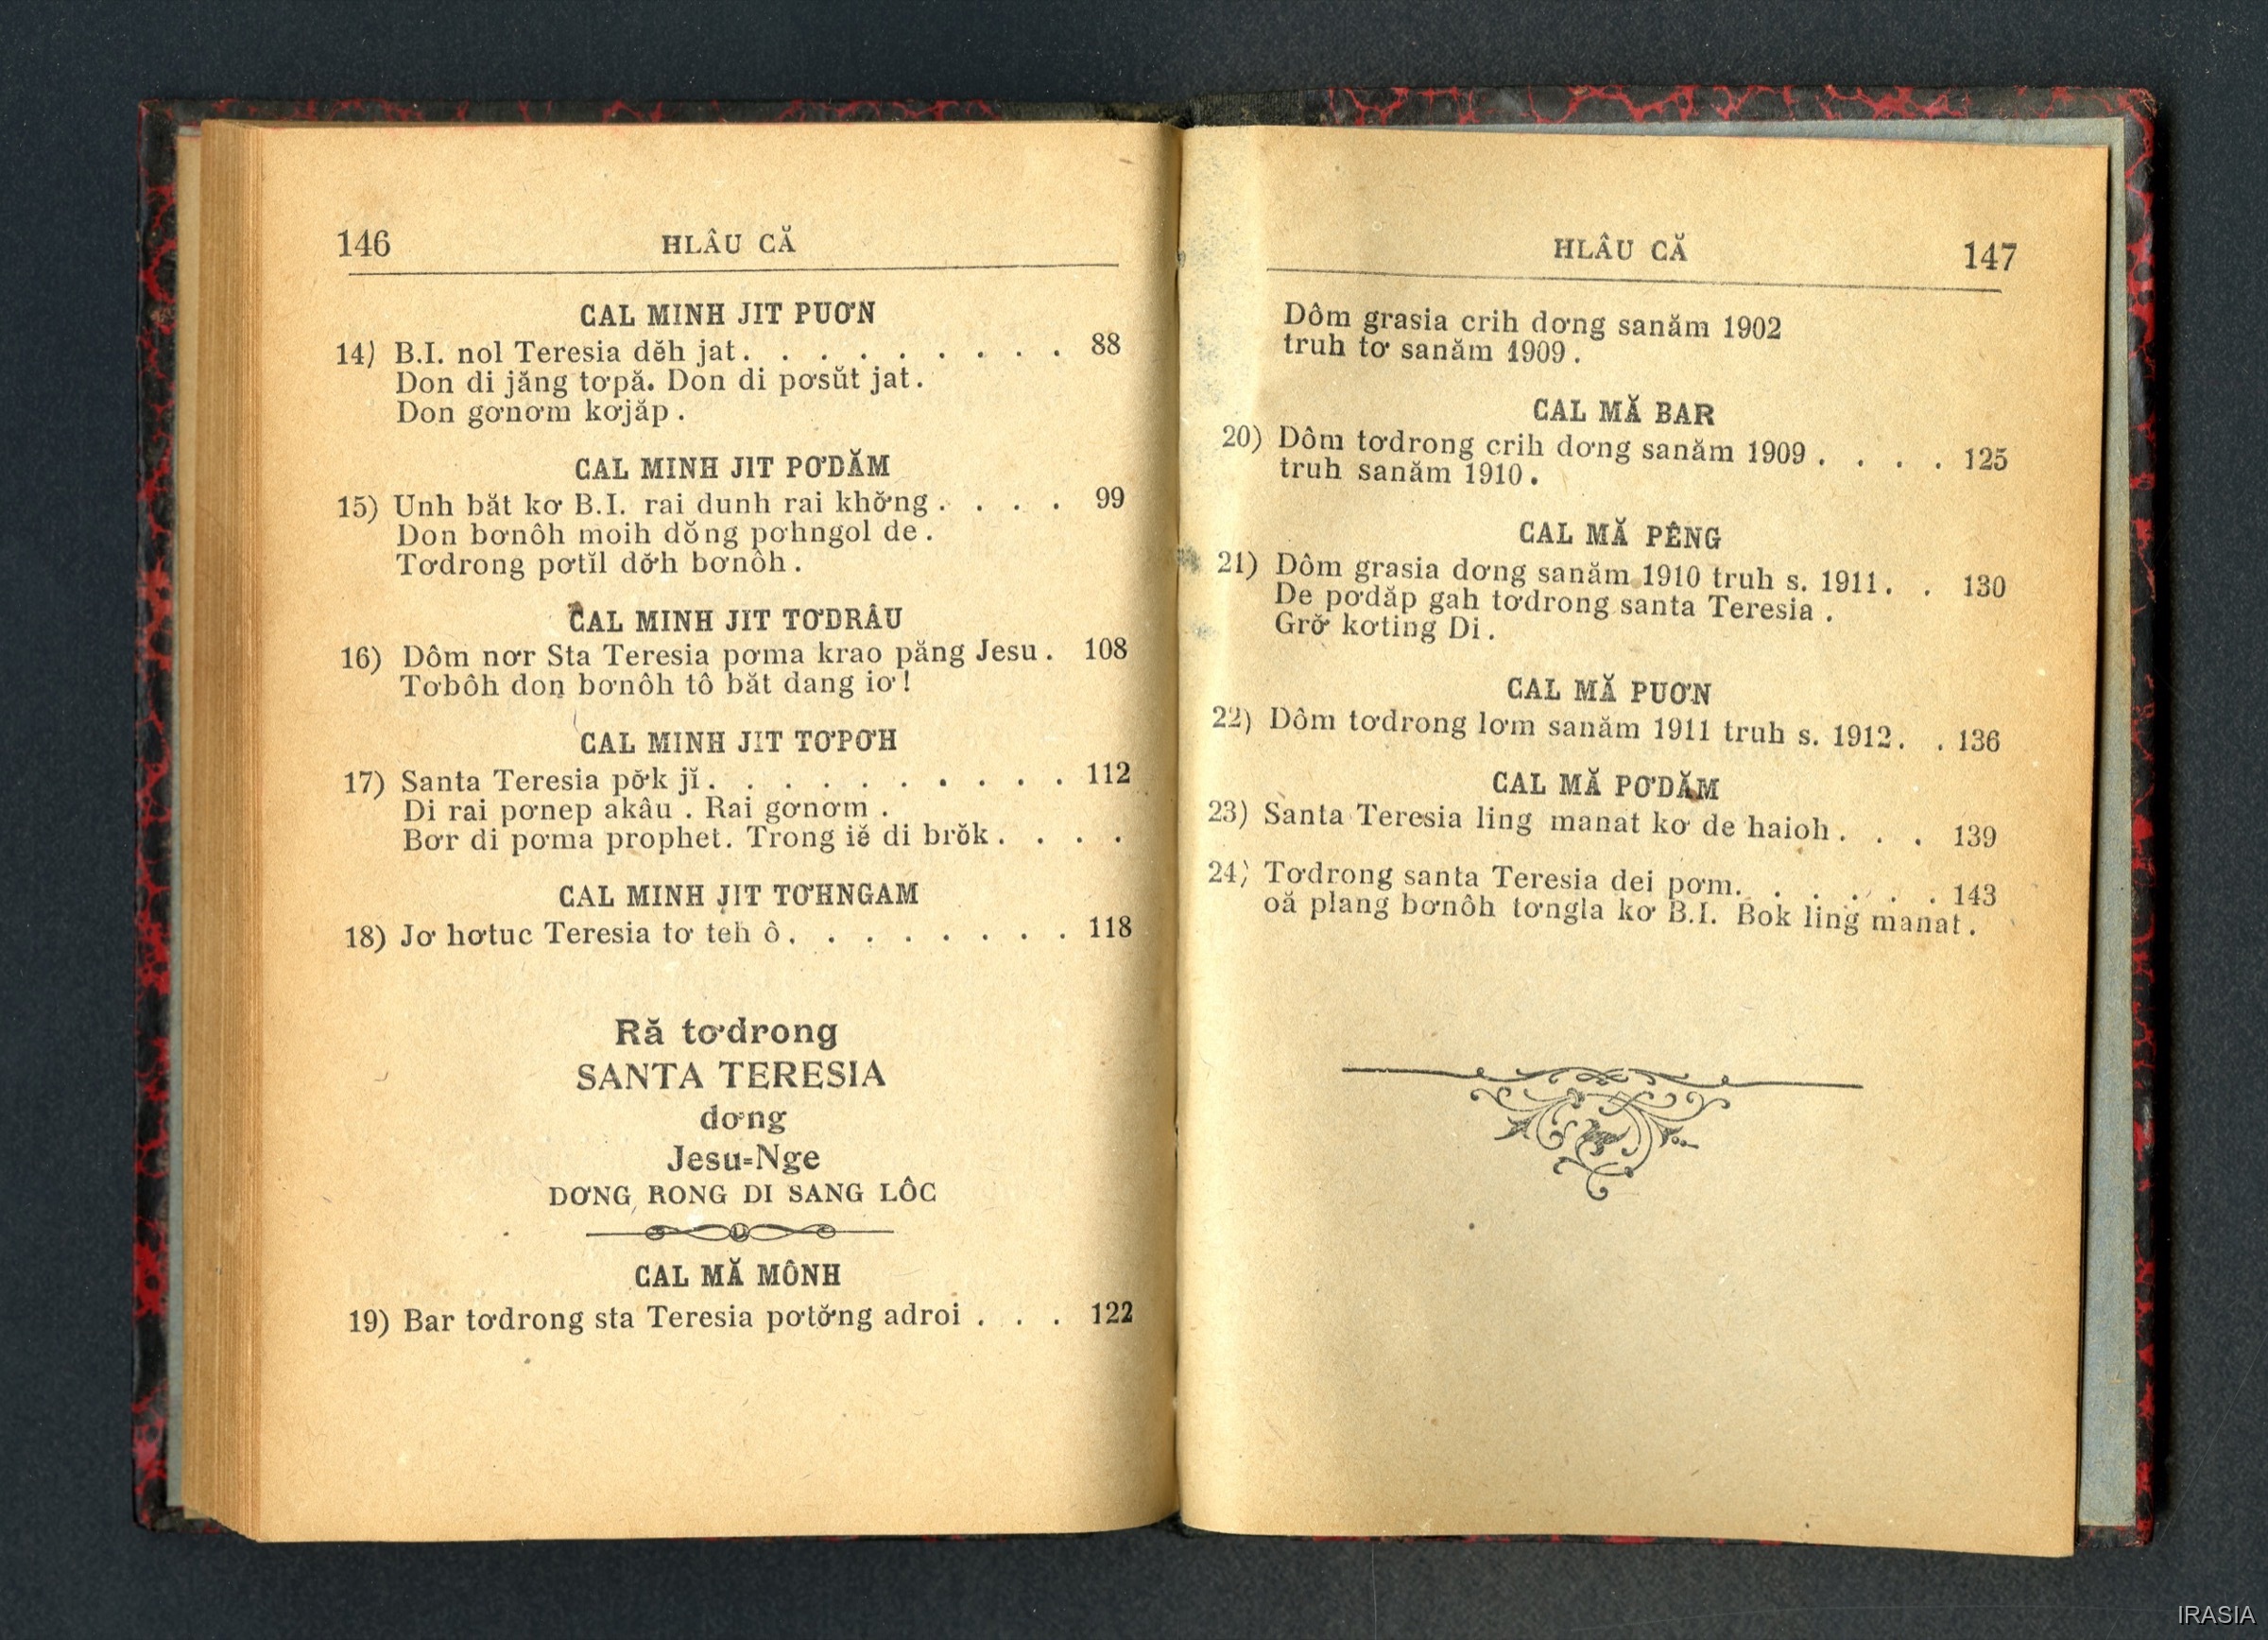 146 HLÂU CĂ
CAL MINH JIT PUƠN
14) B.I. nol Teresia dĕh jat. . . . . . . . . 88
Don di jăng tơpă. Don di pơsŭt jat.
Don gơnơm kơjăp .
CAL MINH JIT PƠDĂM
15) Unh băt kơ B.I. rai dunh rai khơ̆ng . . . . 99
Don bơnôh moih dŏng pơhngol de .
Tơdrong pơtĭl dơ̆h bơnôh .
CAL MINH JIT TƠDRÂU
16) Dôm nơr Sta Teresia pơma krao păng Jesu . 108
Tơbôh don bơnôh tô băt dang iơ !
CAL MINH JIT TƠPƠH
17) Santa Teresia pơ̆k jĭ. . . . . . . . . . 112
Di rai pơnep akâu . Rai gơnơm .
Bơr di pơma prophet. Trong iĕ di brŏk. . . .
CAL MINH JIT TƠHNGAM
18) Jơ hơtuc Teresia tơ teh ô. . . . . . . . 118
Ră tơdrong
SANTA TERESIA
dơng
Jesu=Nge
DƠNG RONG DI SANG LÔC
CAL MĂ MÔNH
19) Bar tơdrong sta Teresia pơtơ̆ng adroi . . . 122
HLÂU CĂ 147
Dôm grasia crih dơng sanăm 1902
truh tơ sanăm 1909 .
CAL MĂ BAR
20) Dôm tơdrong crih dơng sanăm 1909 . . . . 125
truh sanăm 1910 .
CAL MĂ PÊNG
21) Dôm grasia dơng sanăm 1910 truh s. 1911. . 130
De pơdăp gah tơdrong santa Teresia .
Grơ̆ kơting Di .
CAL MĂ PUƠN
22) Dôm tơdrong lơm sanăm 1911 truh s. 1912. . 136
CAL MĂ PƠDĂM
23) Santa Teresia ling manat kơ de haioh . . . 139
24) Tơdrong santa Teresia dei pơm. . . . . . 143
oă plang bơnôh tơngla kơ B.I. Bok ling manat .
IRASIA